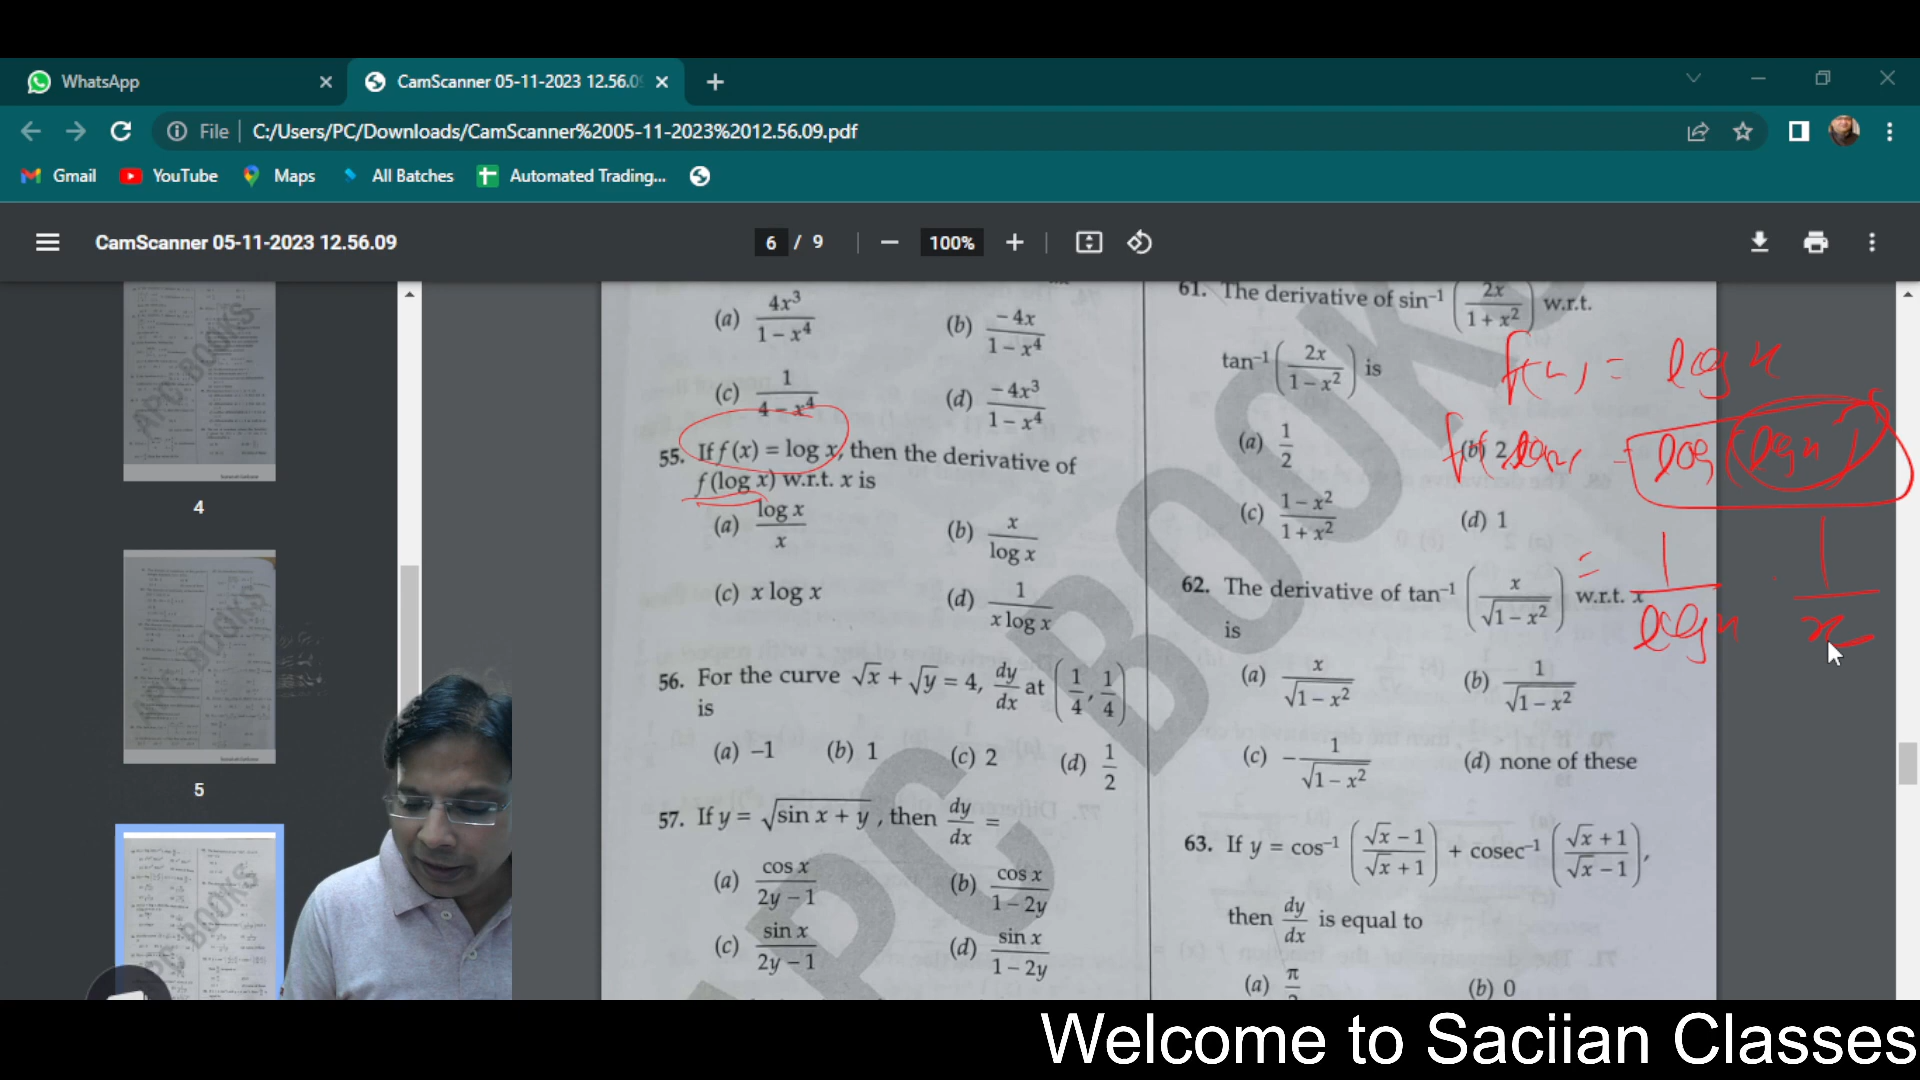 WhatsApp
CamScanner 05-11-2023 12.56.0
File
C:/Users/PC/Downloads/CamScanner%2005-11-2023%2012.56.09.pdf
Gmail YouTube Maps All Batches Automated Trading...
CamScanner 05-11-2023 12.56.09
6 / 9
100%
4
5
(a) 4x³ / 1 − x⁴
(b) − 4x / 1 − x⁴
(c) 1 / 4 − x⁴
(d) − 4x³ / 1 − x⁴
55. If f (x) = log x, then the derivative of
f (log x) w.r.t. x is
(a) log x / x
(b) x / log x
(c) x log x
(d) 1 / x log x
56. For the curve √x + √y = 4, dy/dx at (1/4, 1/4)
is
(a) −1 (b) 1 (c) 2 (d) 1/2
57. If y = √(sin x + y) , then dy/dx =
(a) cos x / 2y − 1
(b) cos x / 1 − 2y
(c) sin x / 2y − 1
(d) sin x / 1 − 2y
61. The derivative of sin⁻¹ (2x / 1 + x²) w.r.t.
tan⁻¹ (2x / 1 − x²) is
(a) 1/2
(b) 2
(c) 1 − x² / 1 + x²
(d) 1
62. The derivative of tan⁻¹ (x / √(1 − x²)) w.r.t. x
is
(a) x / √(1 − x²)
(b) 1 / √(1 − x²)
(c) − 1 / √(1 − x²)
(d) none of these
63. If y = cos⁻¹ (√x − 1 / √x + 1) + cosec⁻¹ (√x + 1 / √x − 1),
then dy/dx is equal to
(a) π
(b) 0
f(x) = log x
= log (log x)
= 1 / log x · 1 / x
APC BOOKS
Welcome to Saciian Classes